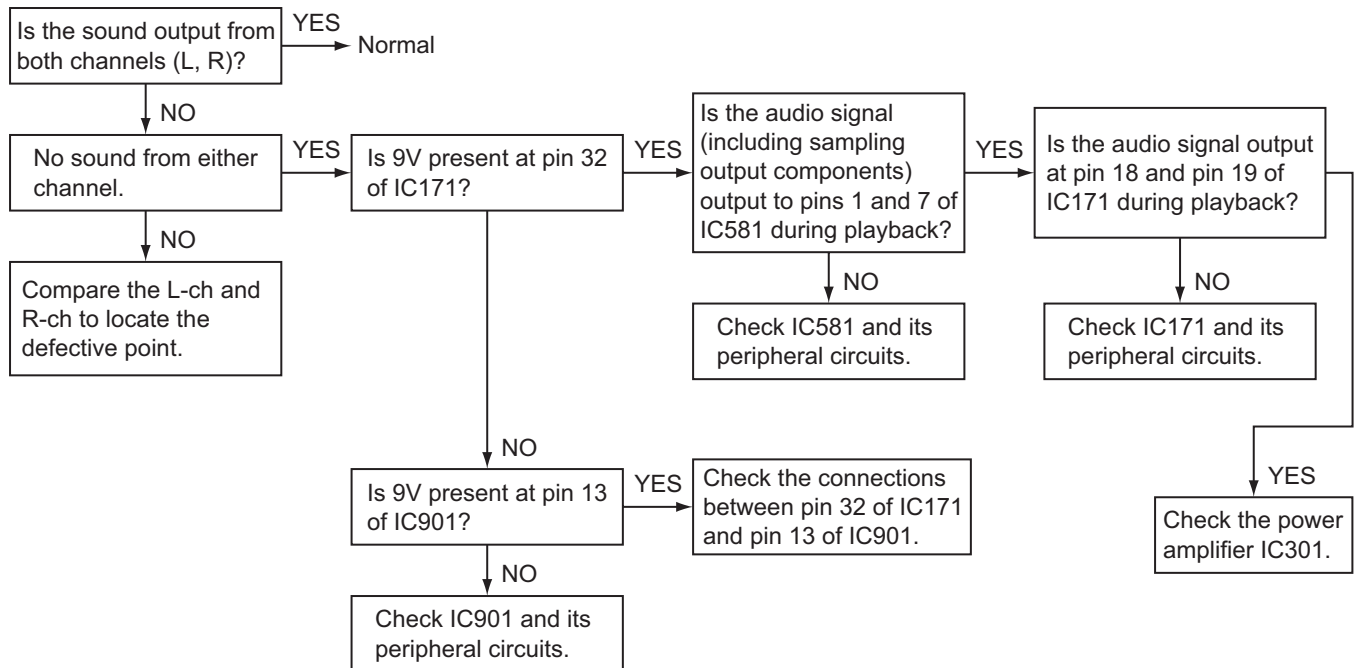 Is the sound output from
both channels (L, R)?
YES
Normal
NO
No sound from either
channel.
YES
Is 9V present at pin 32
of IC171?
YES
Is the audio signal
(including sampling
output components)
output to pins 1 and 7 of
IC581 during playback?
YES
Is the audio signal output
at pin 18 and pin 19 of
IC171 during playback?
NO
Compare the L-ch and
R-ch to locate the
defective point.
NO
Check IC581 and its
peripheral circuits.
NO
Check IC171 and its
peripheral circuits.
NO
Is 9V present at pin 13
of IC901?
YES
Check the connections
between pin 32 of IC171
and pin 13 of IC901.
YES
Check the power
amplifier IC301.
NO
Check IC901 and its
peripheral circuits.